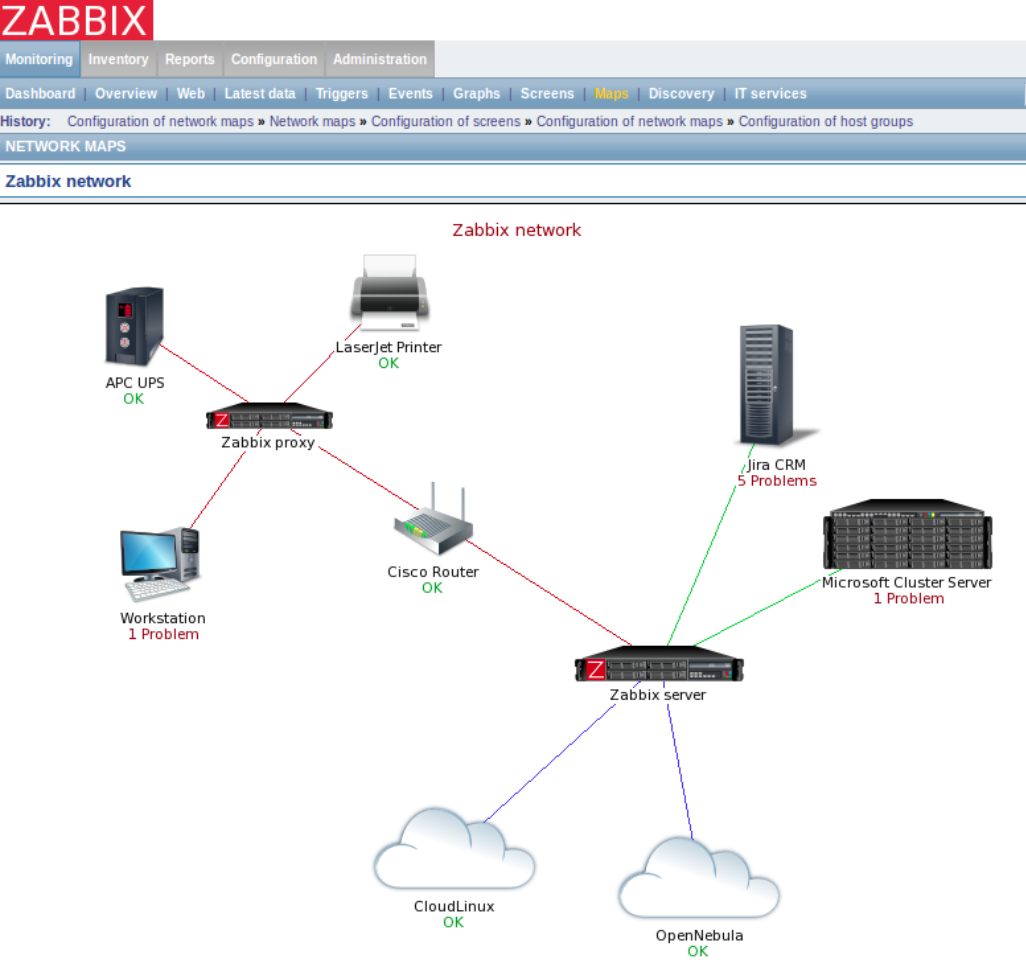 ZABBIX
Monitoring Inventory Reports Configuration Administration
Dashboard | Overview | Web | Latest data | Triggers | Events | Graphs | Screens | Maps | Discovery | IT services
History: Configuration of network maps » Network maps » Configuration of screens » Configuration of network maps » Configuration of host groups
NETWORK MAPS
Zabbix network
Zabbix network
LaserJet Printer
OK
APC UPS
OK
Z
Zabbix proxy
Jira CRM
5 Problems
Cisco Router
OK
Microsoft Cluster Server
1 Problem
Workstation
1 Problem
Z
Zabbix server
CloudLinux
OK
OpenNebula
OK